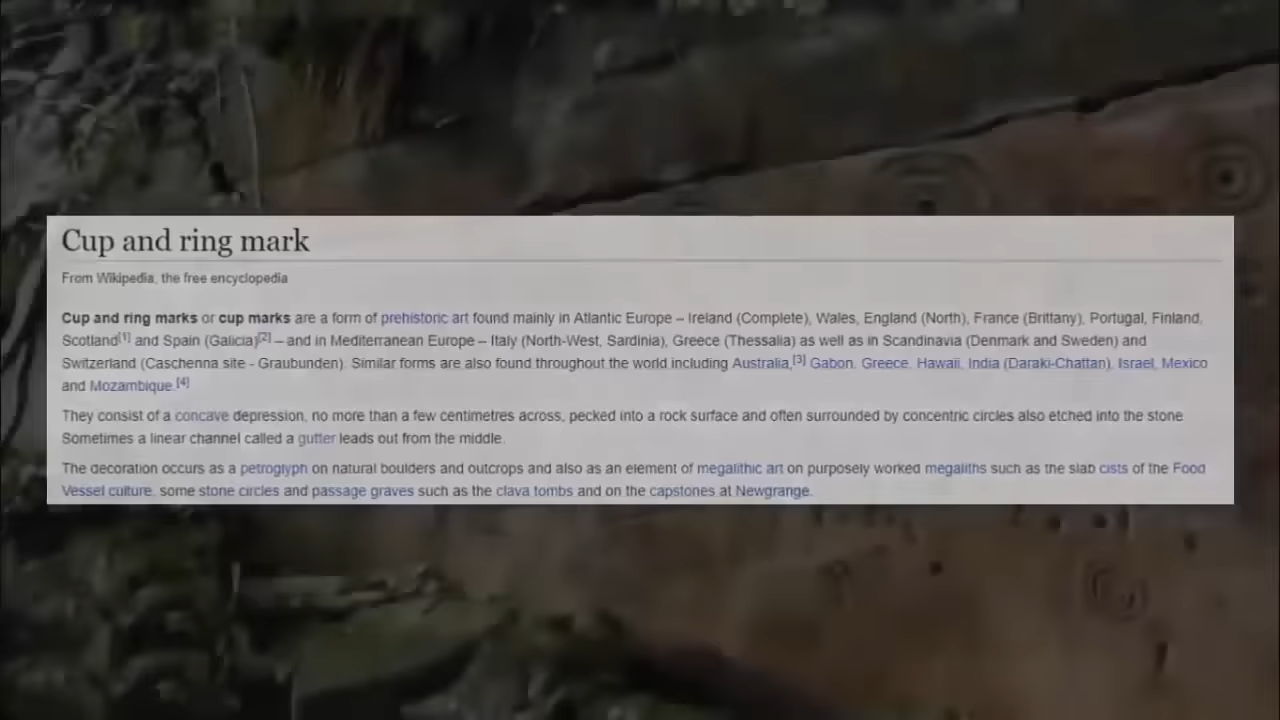 Cup and ring mark
From Wikipedia, the free encyclopedia
Cup and ring marks or cup marks are a form of prehistoric art found mainly in Atlantic Europe – Ireland (Complete), Wales, England (North), France (Brittany), Portugal, Finland,
Scotland[1] and Spain (Galicia)[2] – and in Mediterranean Europe – Italy (North-West, Sardinia), Greece (Thessalia) as well as in Scandinavia (Denmark and Sweden) and
Switzerland (Caschenna site - Graubunden). Similar forms are also found throughout the world including Australia,[3] Gabon, Greece, Hawaii, India (Daraki-Chattan), Israel, Mexico
and Mozambique.[4]
They consist of a concave depression, no more than a few centimetres across, pecked into a rock surface and often surrounded by concentric circles also etched into the stone.
Sometimes a linear channel called a gutter leads out from the middle.
The decoration occurs as a petroglyph on natural boulders and outcrops and also as an element of megalithic art on purposely worked megaliths such as the slab cists of the Food
Vessel culture, some stone circles and passage graves such as the clava tombs and on the capstones at Newgrange.